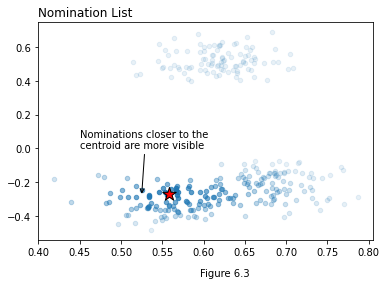 Nomination List
0.6
0.4
0.2
0.0
−0.2
−0.4
Nominations closer to the
centroid are more visible
0.40 0.45 0.50 0.55 0.60 0.65 0.70 0.75 0.80
Figure 6.3